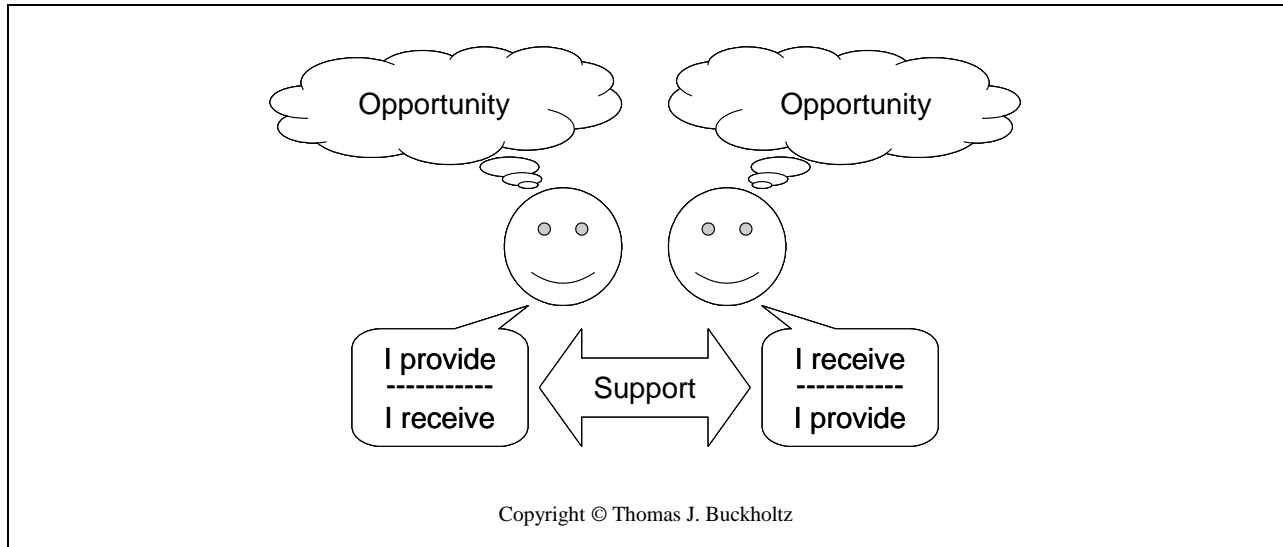 Opportunity
Opportunity
I provide
-----------
I receive
Support
I receive
-----------
I provide
Copyright © Thomas J. Buckholtz